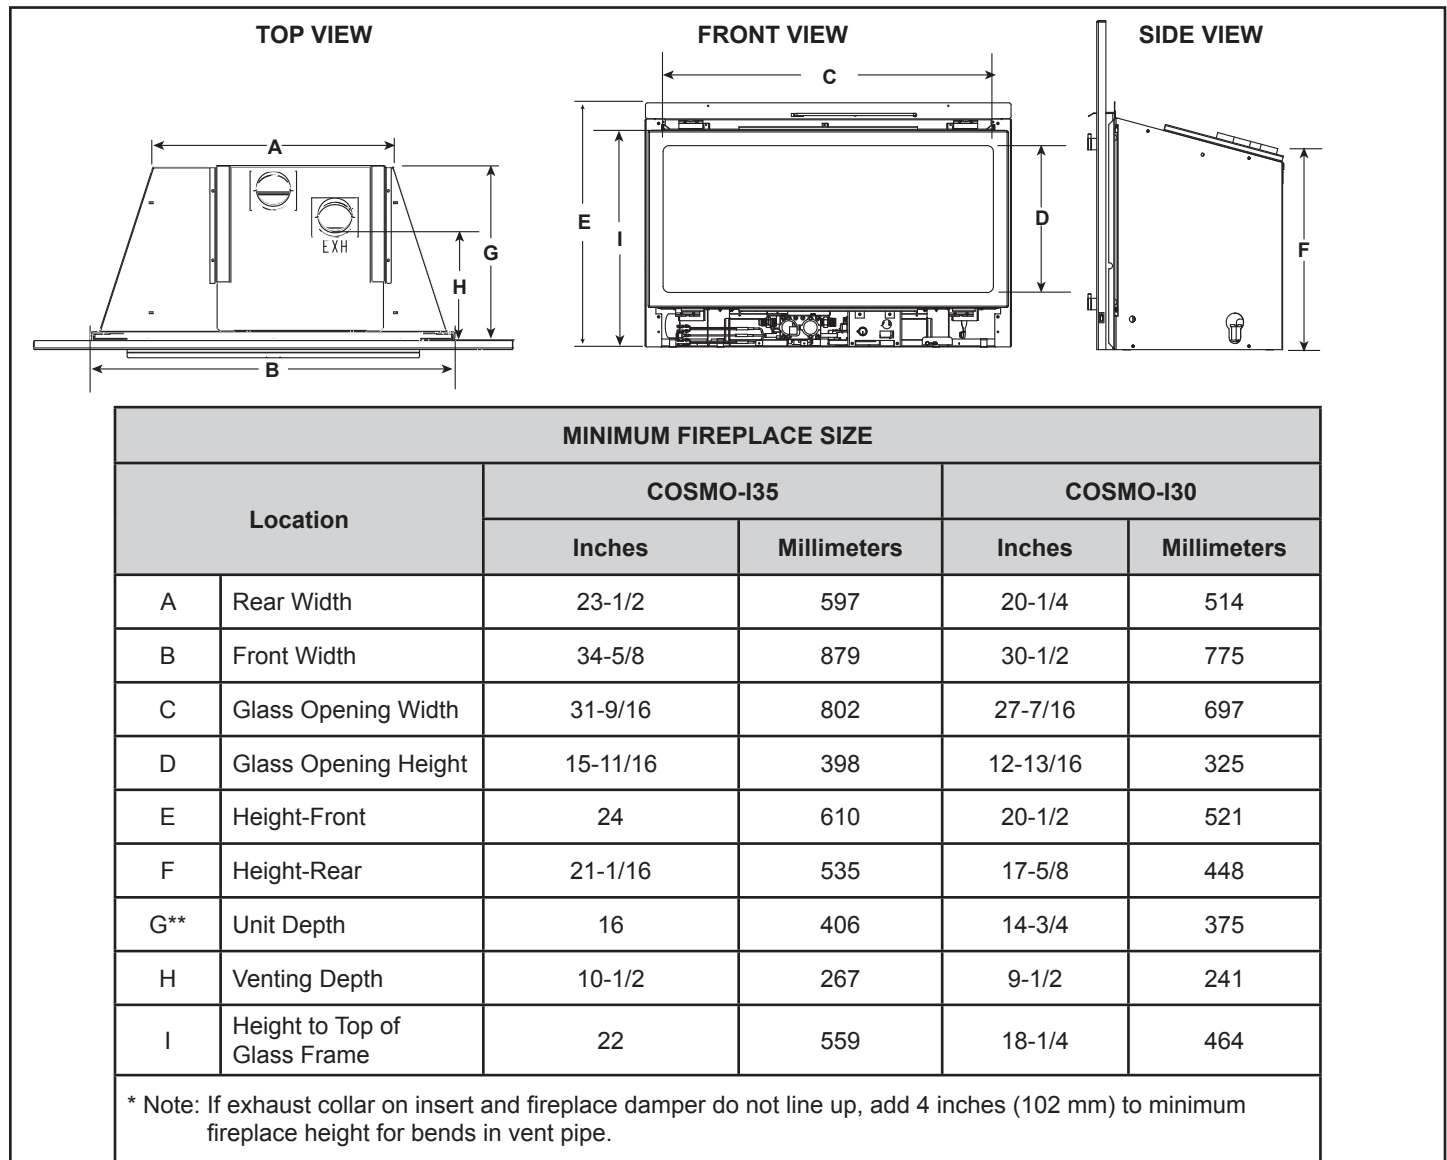 TOP VIEW
FRONT VIEW
SIDE VIEW
C
A
E
I
D
G
H
F
EXH
B
MINIMUM FIREPLACE SIZE
Location COSMO-I35 COSMO-I30
Inches Millimeters Inches Millimeters
A Rear Width 23-1/2 597 20-1/4 514
B Front Width 34-5/8 879 30-1/2 775
C Glass Opening Width 31-9/16 802 27-7/16 697
D Glass Opening Height 15-11/16 398 12-13/16 325
E Height-Front 24 610 20-1/2 521
F Height-Rear 21-1/16 535 17-5/8 448
G** Unit Depth 16 406 14-3/4 375
H Venting Depth 10-1/2 267 9-1/2 241
I Height to Top of
Glass Frame 22 559 18-1/4 464
* Note: If exhaust collar on insert and fireplace damper do not line up, add 4 inches (102 mm) to minimum
fireplace height for bends in vent pipe.